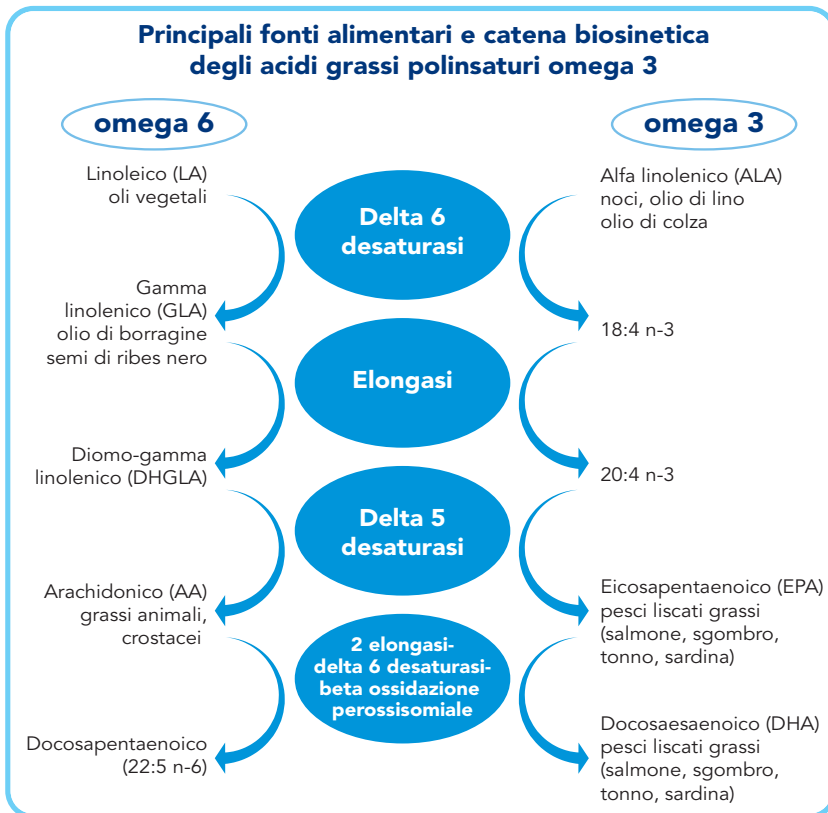 Principali fonti alimentari e catena biosinetica
degli acidi grassi polinsaturi omega 3
omega 6
omega 3
Linoleico (LA)
oli vegetali
Delta 6
desaturasi
Alfa linolenico (ALA)
noci, olio di lino
olio di colza
Gamma
linolenico (GLA)
olio di borragine
semi di ribes nero
Elongasi
18:4 n-3
Diomo-gamma
linolenico (DHGLA)
Delta 5
desaturasi
20:4 n-3
Arachidonico (AA)
grassi animali,
crostacei
2 elongasi-
delta 6 desaturasi-
beta ossidazione
perossisomiale
Eicosapentaenoico (EPA)
pesci liscati grassi
(salmone, sgombro,
tonno, sardina)
Docosapentaenoico
(22:5 n-6)
Docosaesaenoico (DHA)
pesci liscati grassi
(salmone, sgombro,
tonno, sardina)